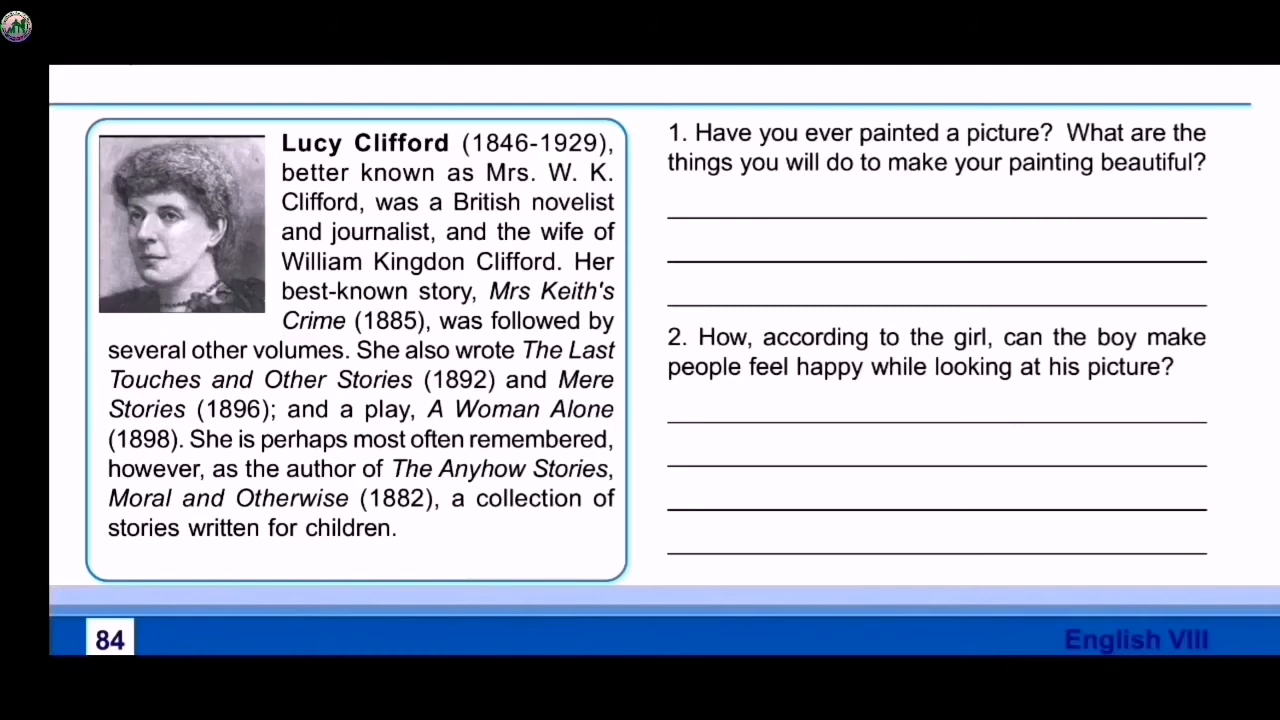 Lucy Clifford (1846-1929),
better known as Mrs. W. K.
Clifford, was a British novelist
and journalist, and the wife of
William Kingdon Clifford. Her
best-known story, Mrs Keith's
Crime (1885), was followed by
several other volumes. She also wrote The Last
Touches and Other Stories (1892) and Mere
Stories (1896); and a play, A Woman Alone
(1898). She is perhaps most often remembered,
however, as the author of The Anyhow Stories,
Moral and Otherwise (1882), a collection of
stories written for children.
1. Have you ever painted a picture? What are the
things you will do to make your painting beautiful?
2. How, according to the girl, can the boy make
people feel happy while looking at his picture?
84
English VIII